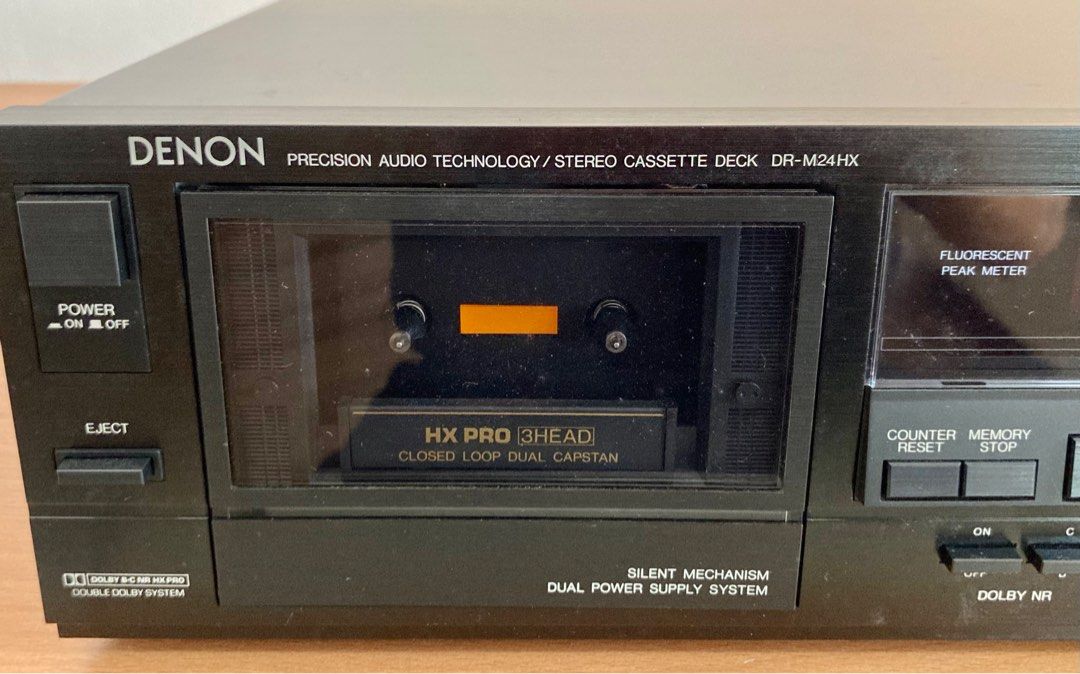 DENON PRECISION AUDIO TECHNOLOGY / STEREO CASSETTE DECK DR-M24HX
POWER
ON OFF
EJECT
HX PRO 3HEAD
CLOSED LOOP DUAL CAPSTAN
SILENT MECHANISM
DUAL POWER SUPPLY SYSTEM
DOLBY B-C NR HX PRO
DOUBLE DOLBY SYSTEM
FLUORESCENT
PEAK METER
COUNTER RESET
MEMORY STOP
ON C
OFF
DOLBY NR